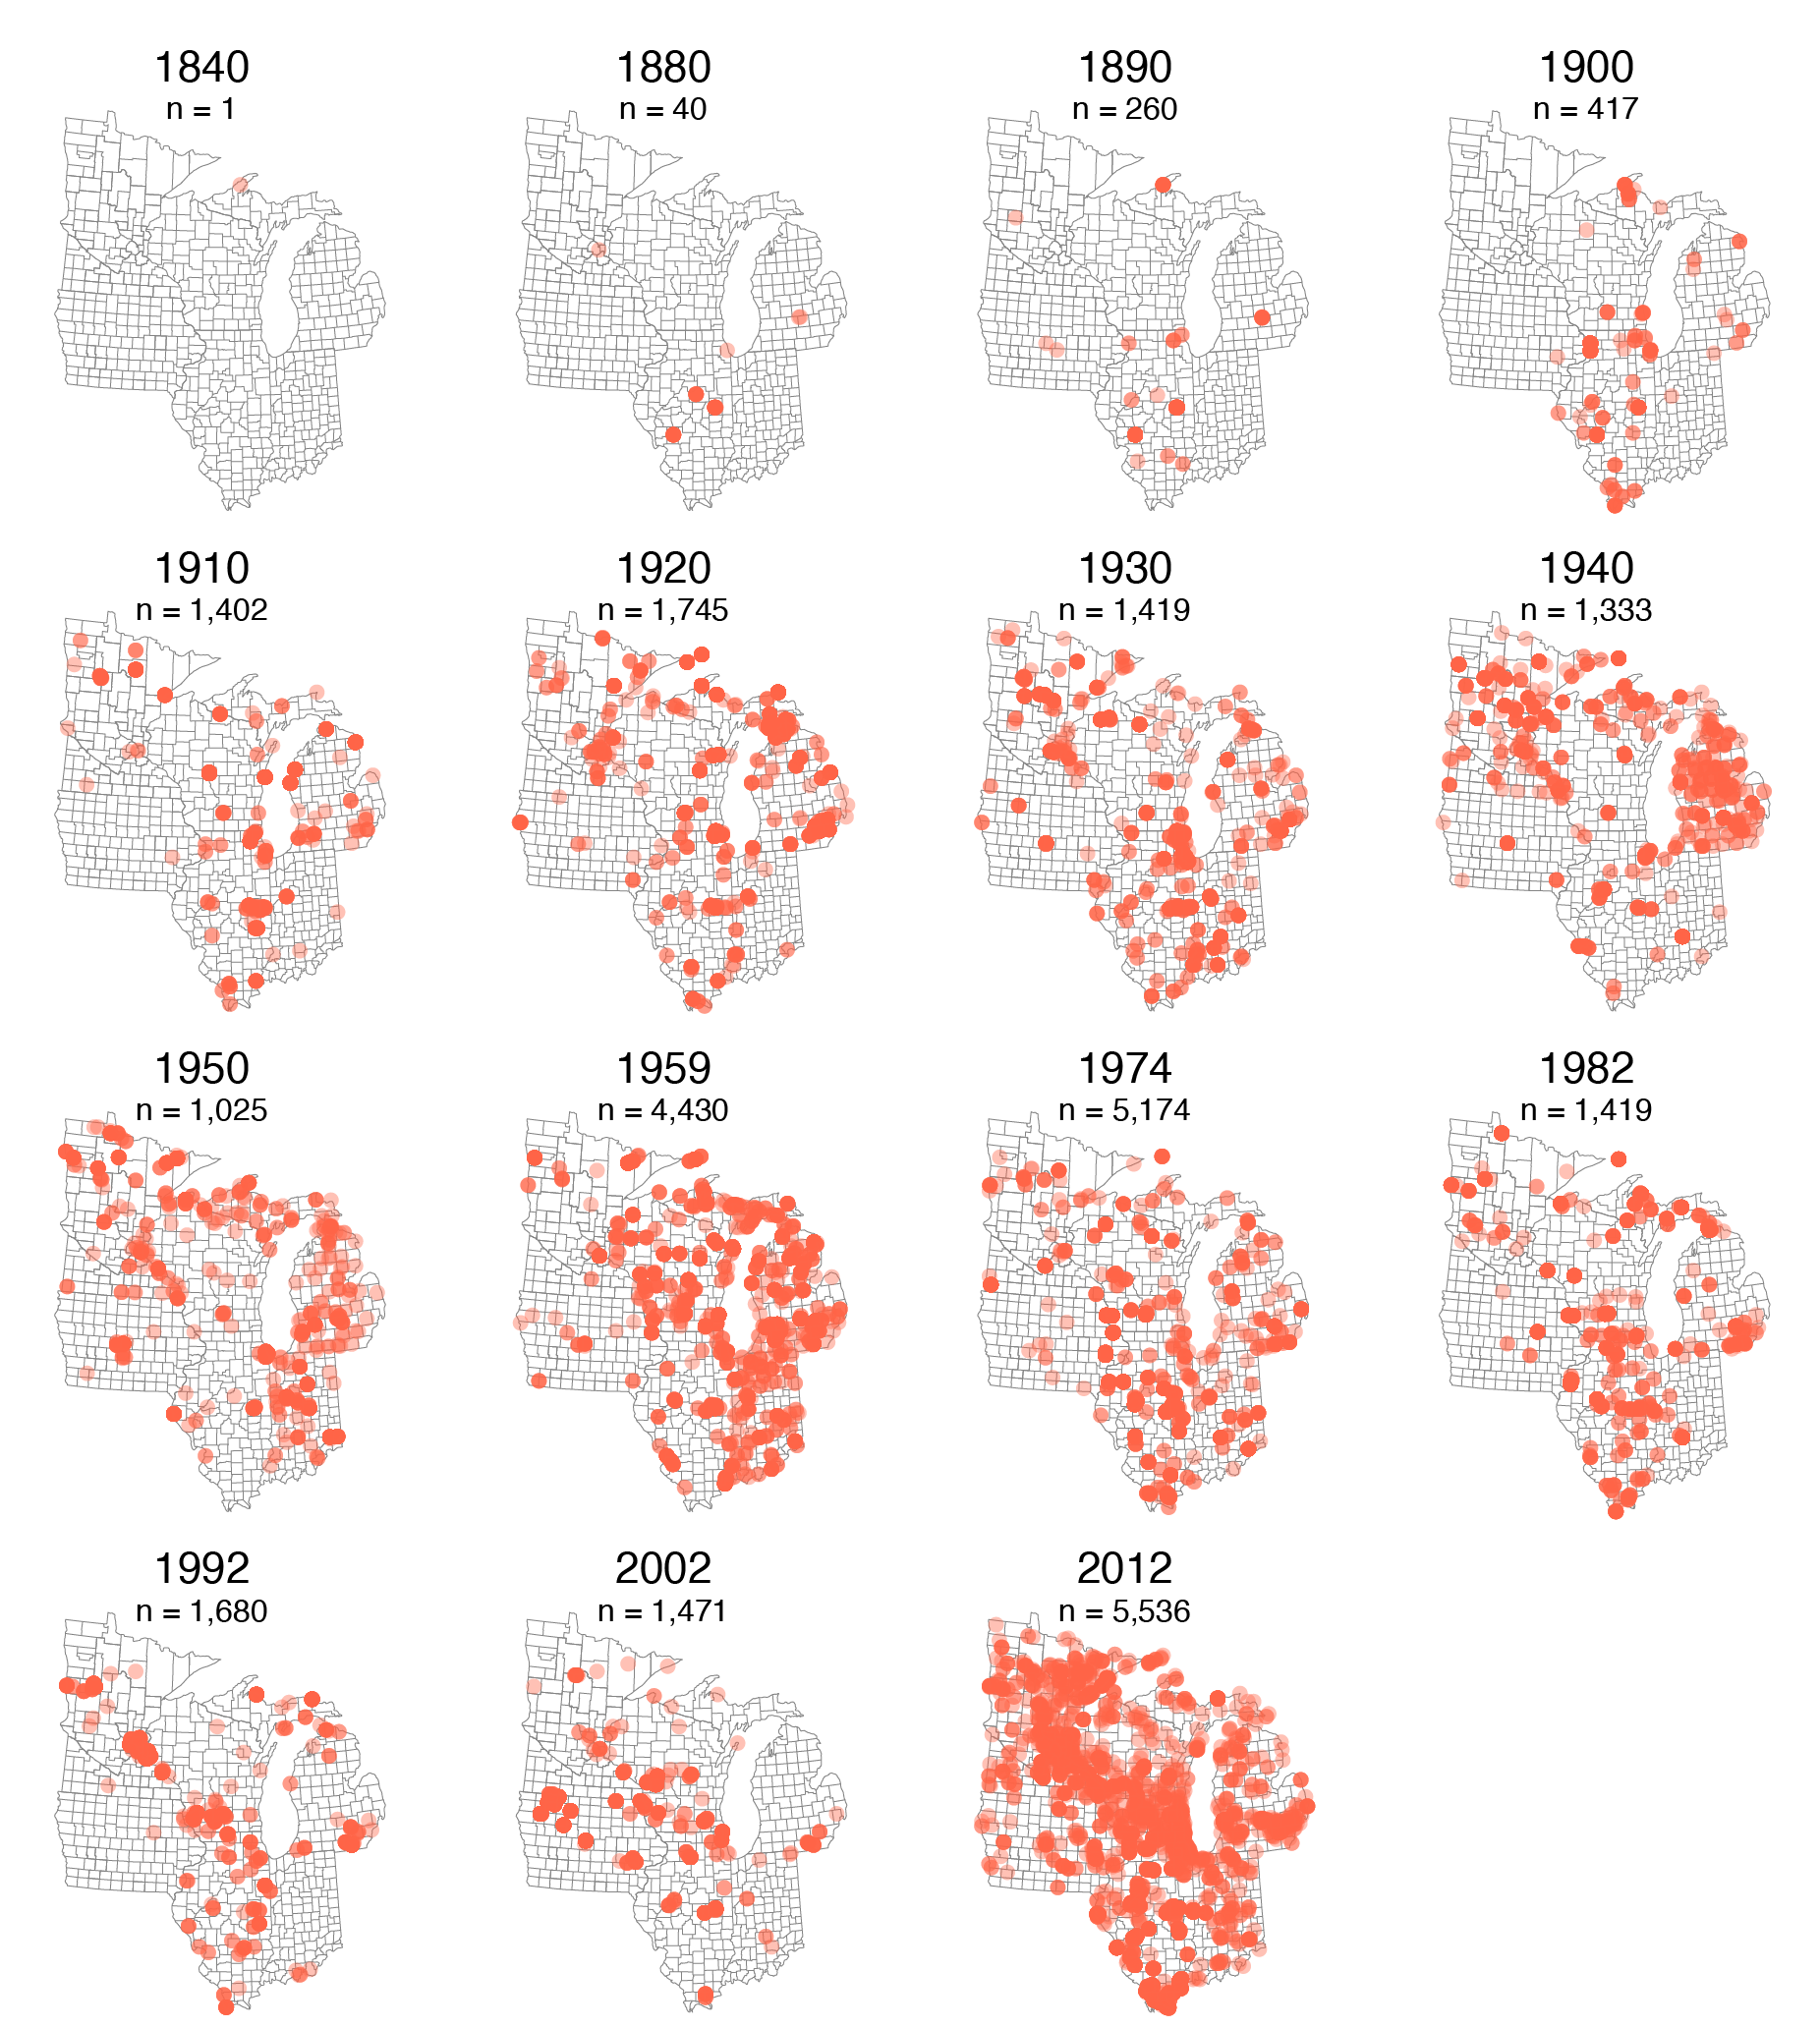 1840
n = 1
1880
n = 40
1890
n = 260
1900
n = 417
1910
n = 1,402
1920
n = 1,745
1930
n = 1,419
1940
n = 1,333
1950
n = 1,025
1959
n = 4,430
1974
n = 5,174
1982
n = 1,419
1992
n = 1,680
2002
n = 1,471
2012
n = 5,536